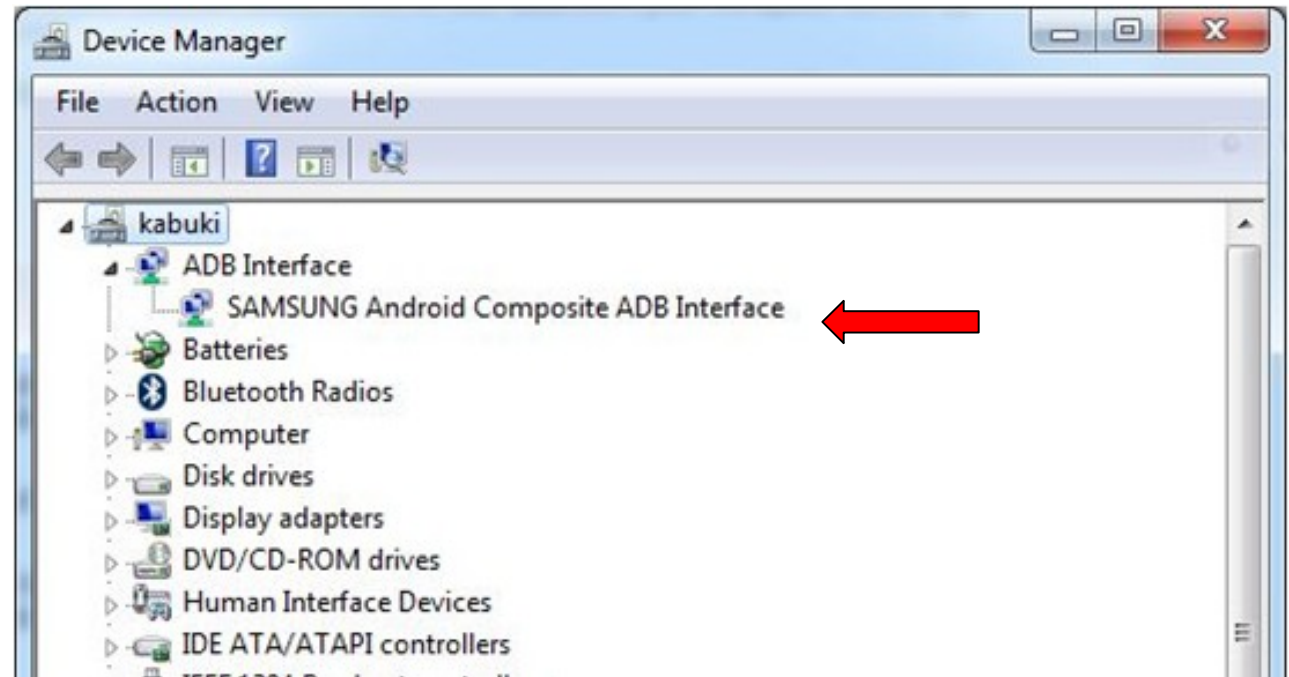 Device Manager
File Action View Help
kabuki
ADB Interface
SAMSUNG Android Composite ADB Interface
Batteries
Bluetooth Radios
Computer
Disk drives
Display adapters
DVD/CD-ROM drives
Human Interface Devices
IDE ATA/ATAPI controllers